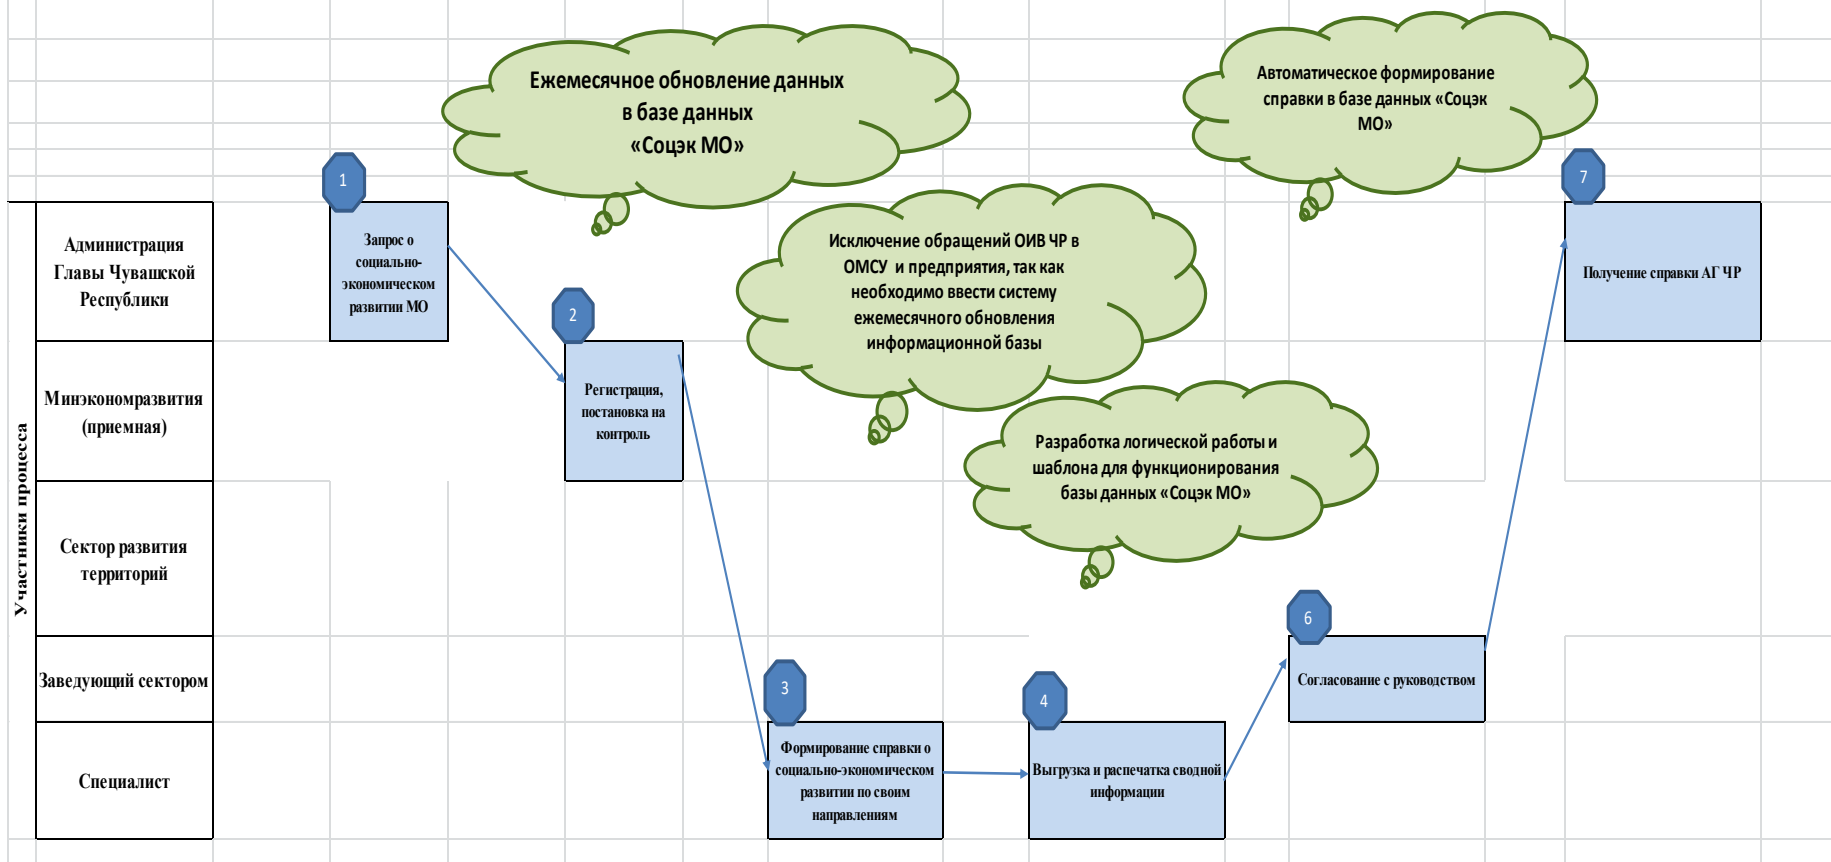 Ежемесячное обновление данных
в базе данных
«Соцэк МО»
Автоматическое формирование
справки в базе данных «Соцэк
МО»
Исключение обращений ОИВ ЧР в
ОМСУ и предприятия, так как
необходимо ввести систему
ежемесячного обновления
информационной базы
Разработка логической работы и
шаблона для функционирования
базы данных «Соцэк МО»
Участники процесса
Администрация
Главы Чувашской
Республики
Минэкономразвития
(приемная)
Сектор развития
территорий
Заведующий сектором
Специалист
1
Запрос о
социально-
экономическом
развитии МО
2
Регистрация,
постановка на
контроль
3
Формирование справки о
социально-экономическом
развитии по своим
направлениям
4
Выгрузка и распечатка сводной
информации
6
Согласование с руководством
7
Получение справки АГ ЧР